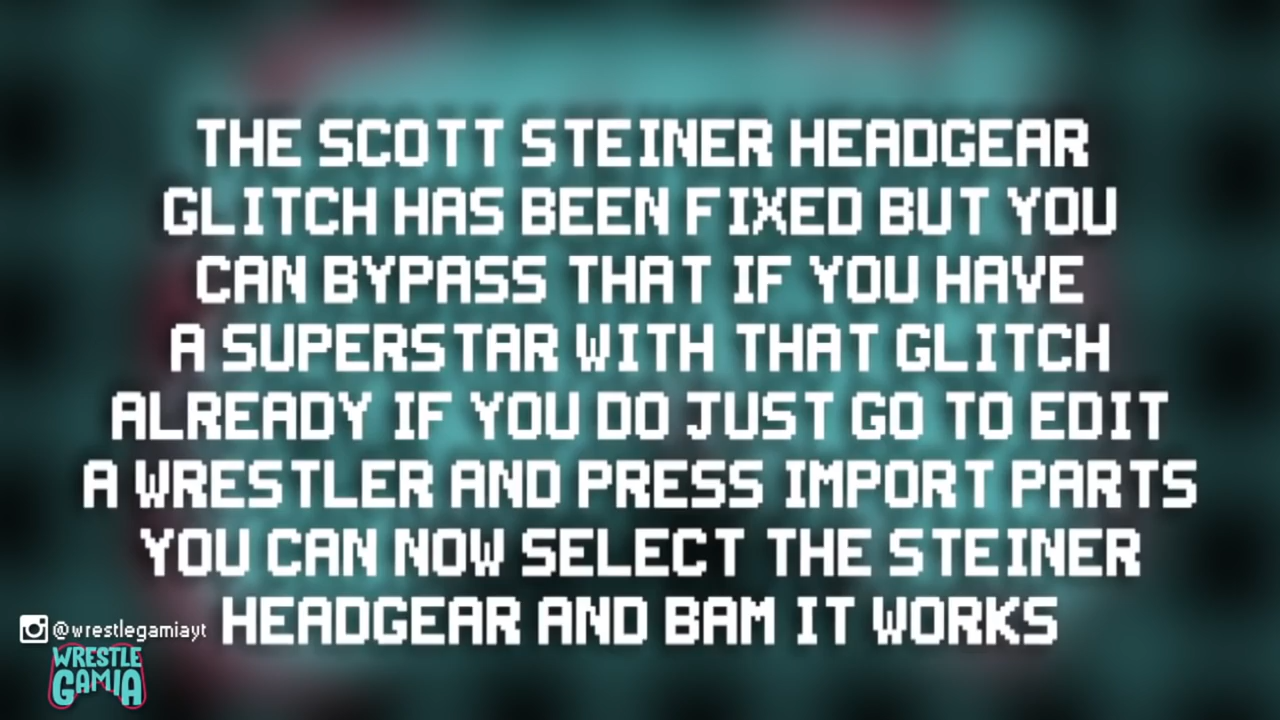 THE SCOTT STEINER HEADGEAR
GLITCH HAS BEEN FIXED BUT YOU
CAN BYPASS THAT IF YOU HAVE
A SUPERSTAR WITH THAT GLITCH
ALREADY IF YOU DO JUST GO TO EDIT
A WRESTLER AND PRESS IMPORT PARTS
YOU CAN NOW SELECT THE STEINER
HEADGEAR AND BAM IT WORKS
@wrestlegamiayt
WRESTLE
GAMIA